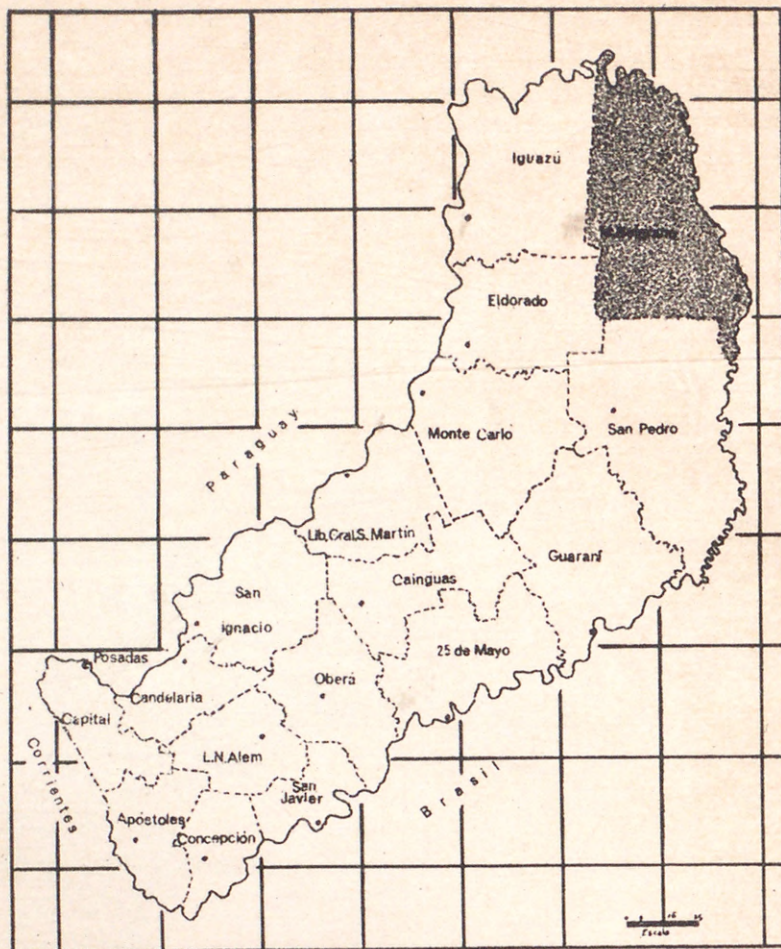 Iguazú
Eldorado
Monte Carlo
San Pedro
Paraguay
Lib. Gral. S. Martín
Guaraní
Cainguas
San
ignacio
25 de Mayo
Posadas
Oberá
Candelaria
Capital
L.N. Alem
Corrientes
San
Javier
Brasil
Apóstoles
Concepción
Escala